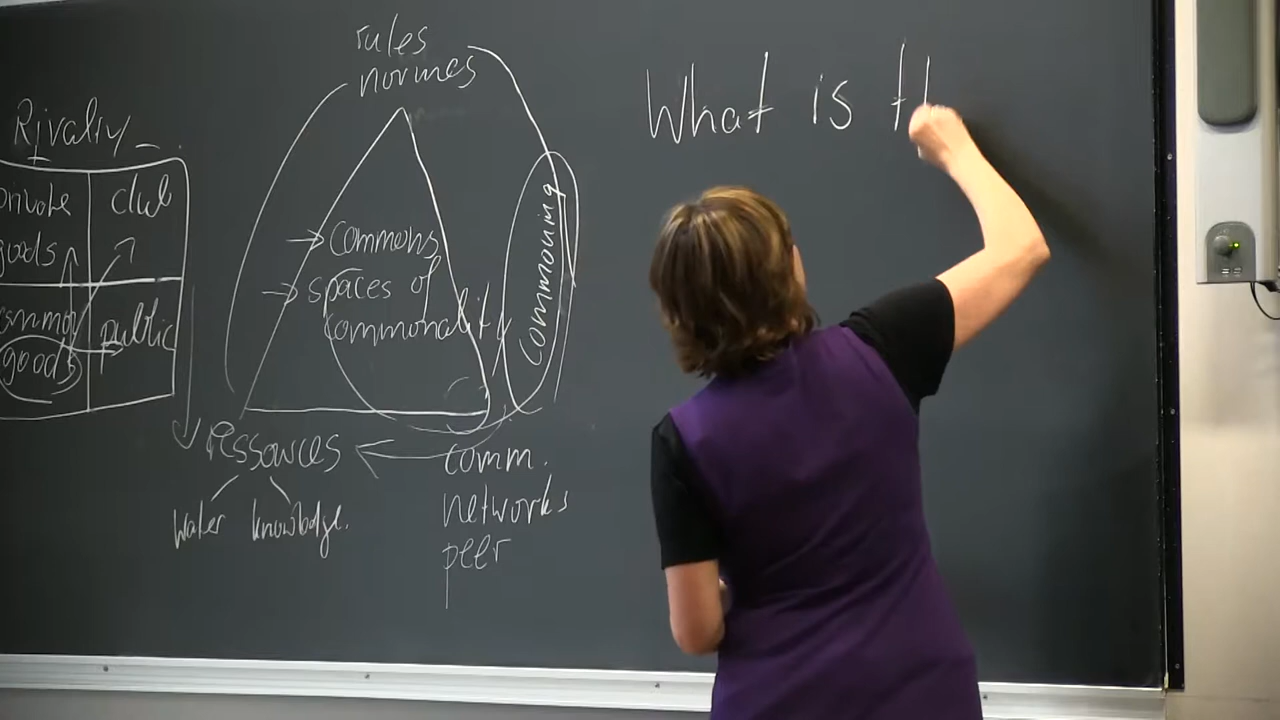 Rivalry
private
goods
club
goods
public
rules
normes
Commons
spaces of
commonality
commoning
ressources
water knowledge.
comm.
networks
peer
What is th